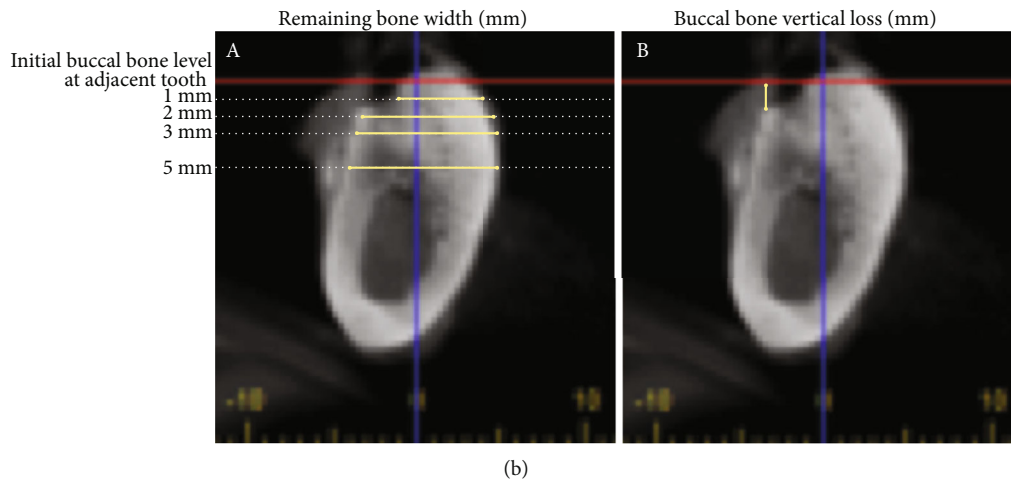 Remaining bone width (mm)
Buccal bone vertical loss (mm)
A
B
Initial buccal bone level
at adjacent tooth
1 mm
2 mm
3 mm
5 mm
(b)